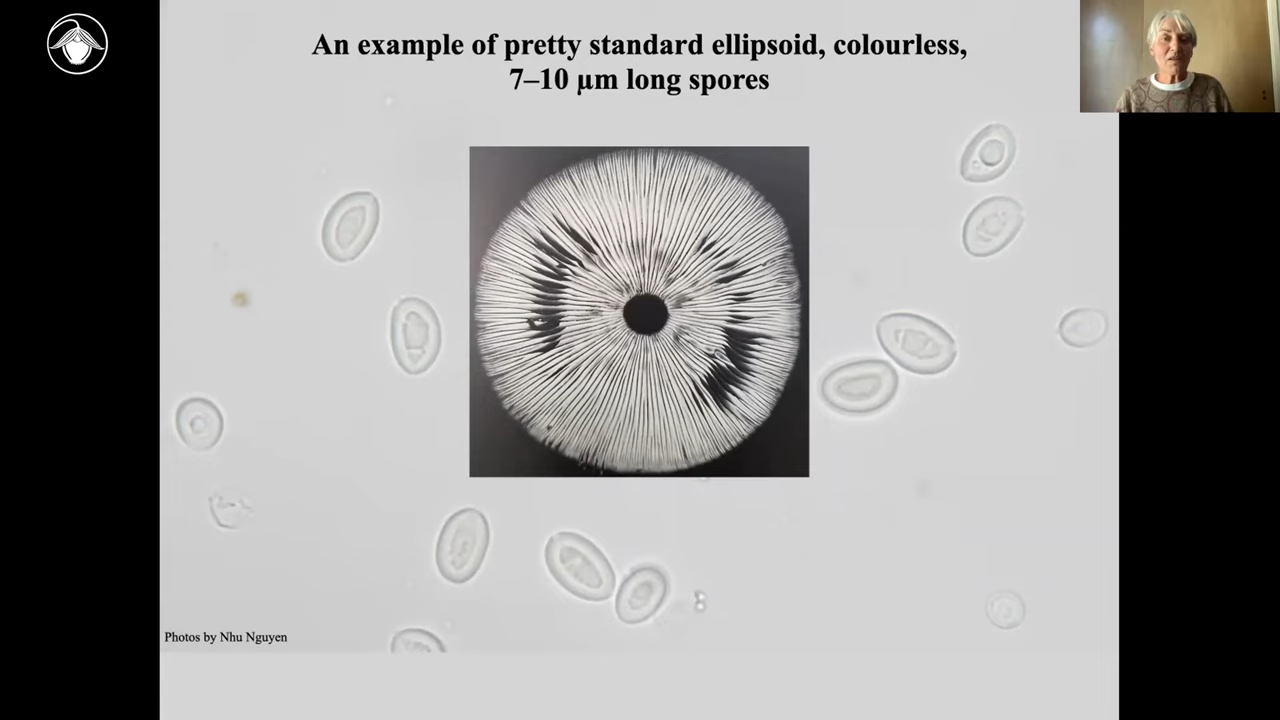 An example of pretty standard ellipsoid, colourless,
7–10 µm long spores
Photos by Nhu Nguyen